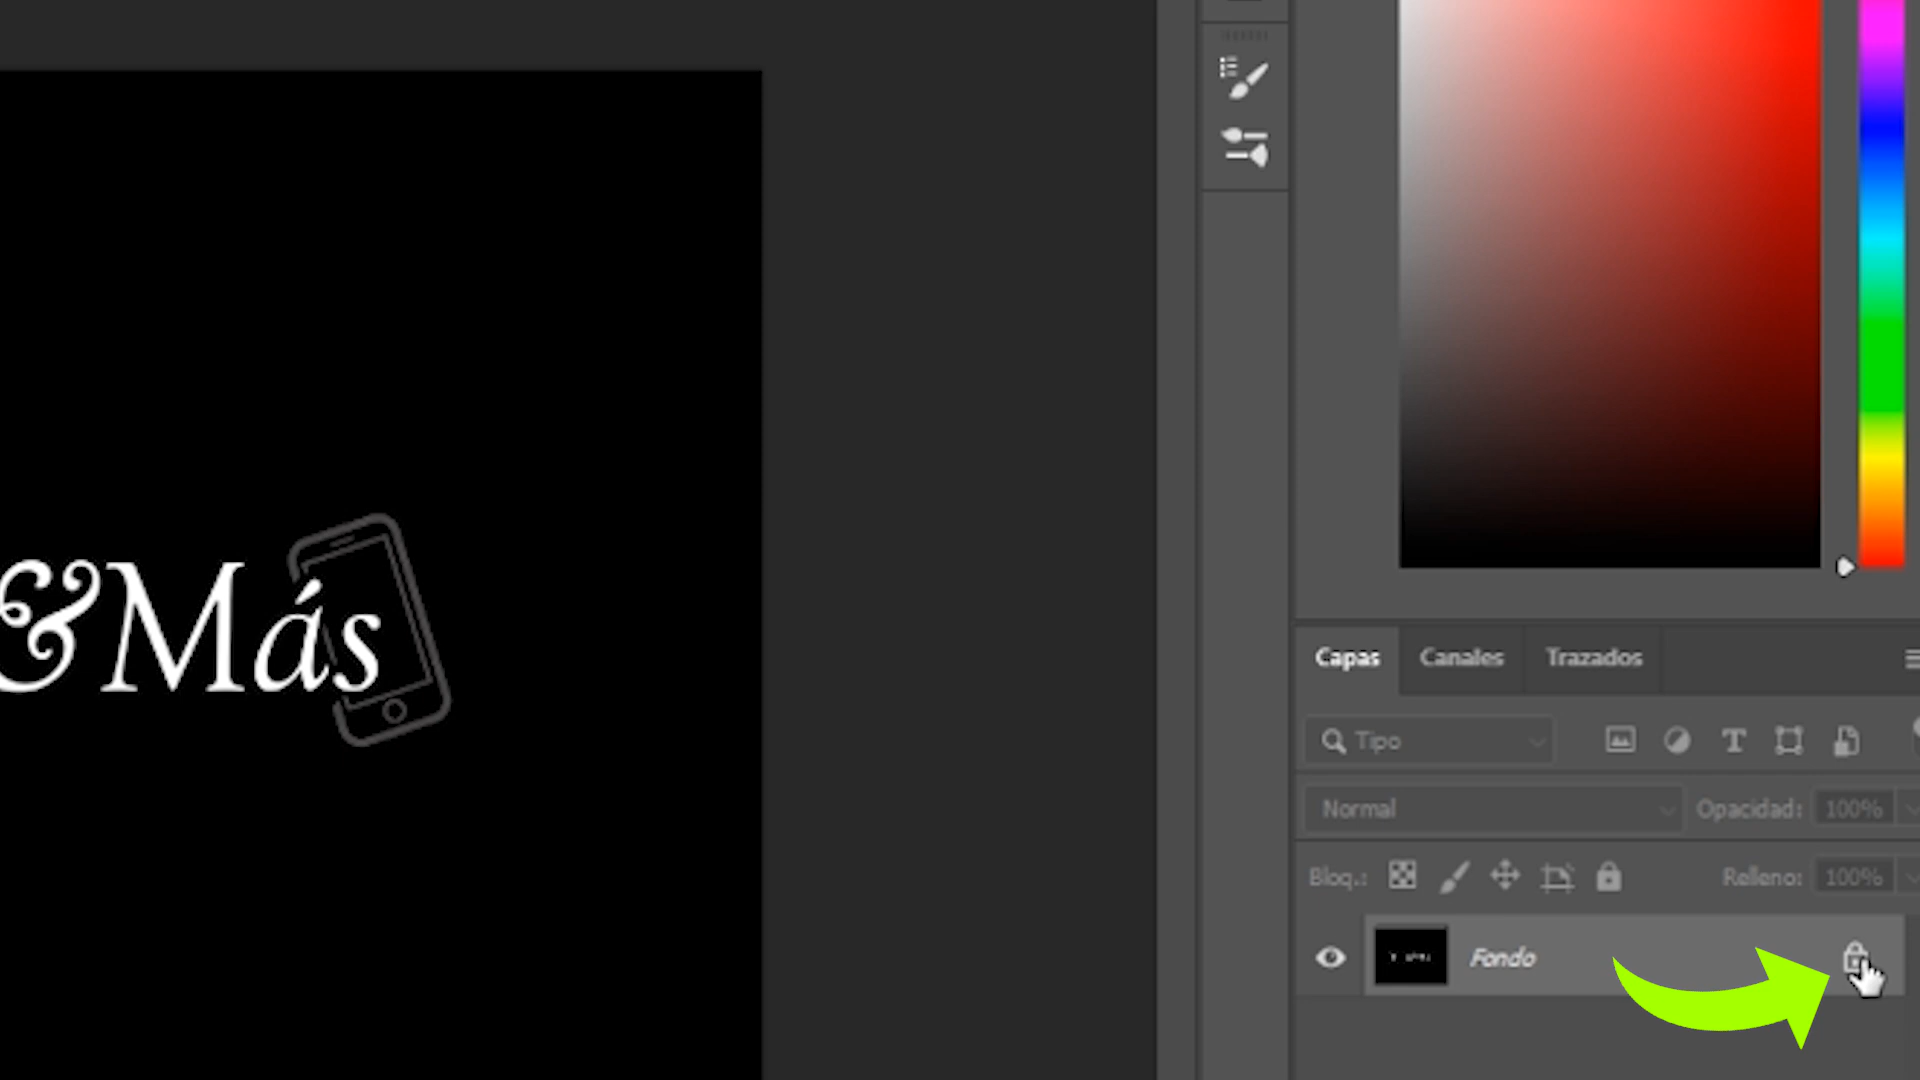 &Más
Capas Canales Trazados
Tipo T
Normal Opacidad: 100%
Bloq.: Relleno: 100%
Fondo